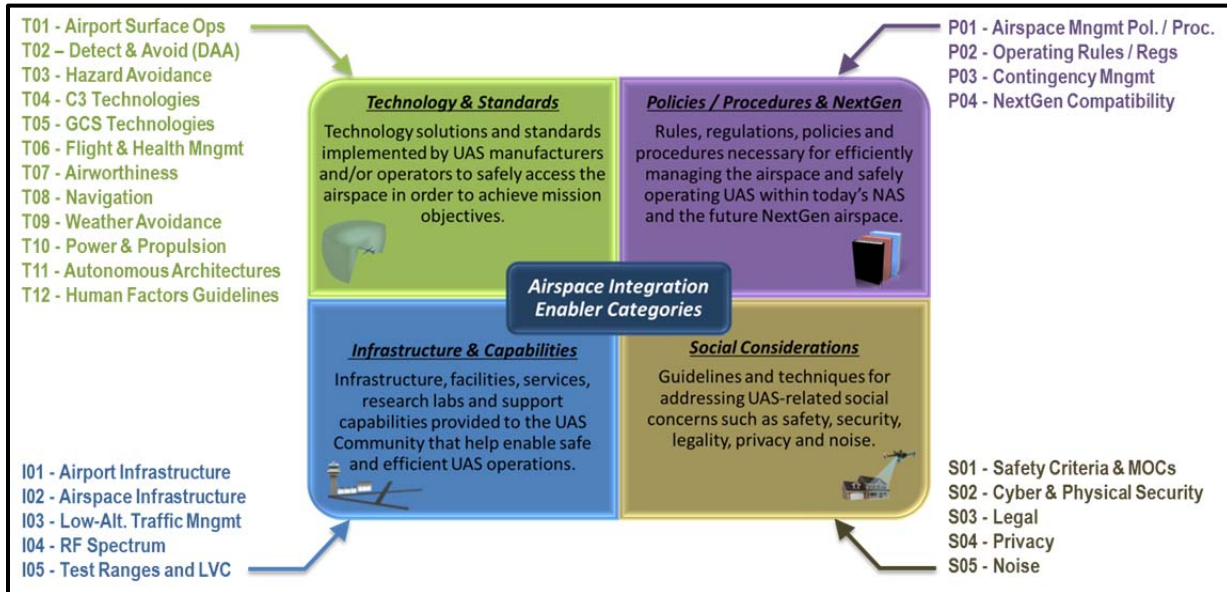 T01 - Airport Surface Ops
T02 – Detect & Avoid (DAA)
T03 - Hazard Avoidance
T04 - C3 Technologies
T05 - GCS Technologies
T06 - Flight & Health Mngmt
T07 - Airworthiness
T08 - Navigation
T09 - Weather Avoidance
T10 - Power & Propulsion
T11 - Autonomous Architectures
T12 - Human Factors Guidelines
P01 - Airspace Mngmt Pol. / Proc.
P02 - Operating Rules / Regs
P03 - Contingency Mngmt
P04 - NextGen Compatibility
Technology & Standards
Technology solutions and standards
implemented by UAS manufacturers
and/or operators to safely access the
airspace in order to achieve mission
objectives.
Policies / Procedures & NextGen
Rules, regulations, policies and
procedures necessary for efficiently
managing the airspace and safely
operating UAS within today's NAS
and the future NextGen airspace.
Airspace Integration
Enabler Categories
Infrastructure & Capabilities
Infrastructure, facilities, services,
research labs and support
capabilities provided to the UAS
Community that help enable safe
and efficient UAS operations.
Social Considerations
Guidelines and techniques for
addressing UAS-related social
concerns such as safety, security,
legality, privacy and noise.
I01 - Airport Infrastructure
I02 - Airspace Infrastructure
I03 - Low-Alt. Traffic Mngmt
I04 - RF Spectrum
I05 - Test Ranges and LVC
S01 - Safety Criteria & MOCs
S02 - Cyber & Physical Security
S03 - Legal
S04 - Privacy
S05 - Noise